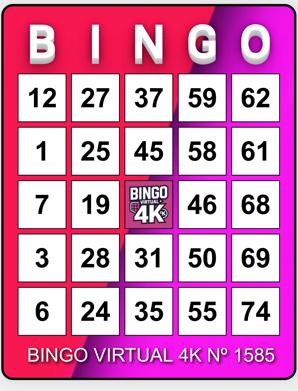 B I N G O
12 27 37 59 62
1 25 45 58 61
7 19 BINGO VIRTUAL 4K 46 68
3 28 31 50 69
6 24 35 55 74
BINGO VIRTUAL 4K Nº 1585